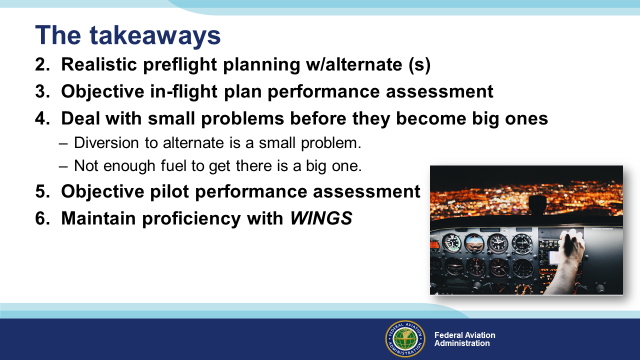 The takeaways
2. Realistic preflight planning w/alternate (s)
3. Objective in-flight plan performance assessment
4. Deal with small problems before they become big ones
– Diversion to alternate is a small problem.
– Not enough fuel to get there is a big one.
5. Objective pilot performance assessment
6. Maintain proficiency with WINGS
Federal Aviation
Administration